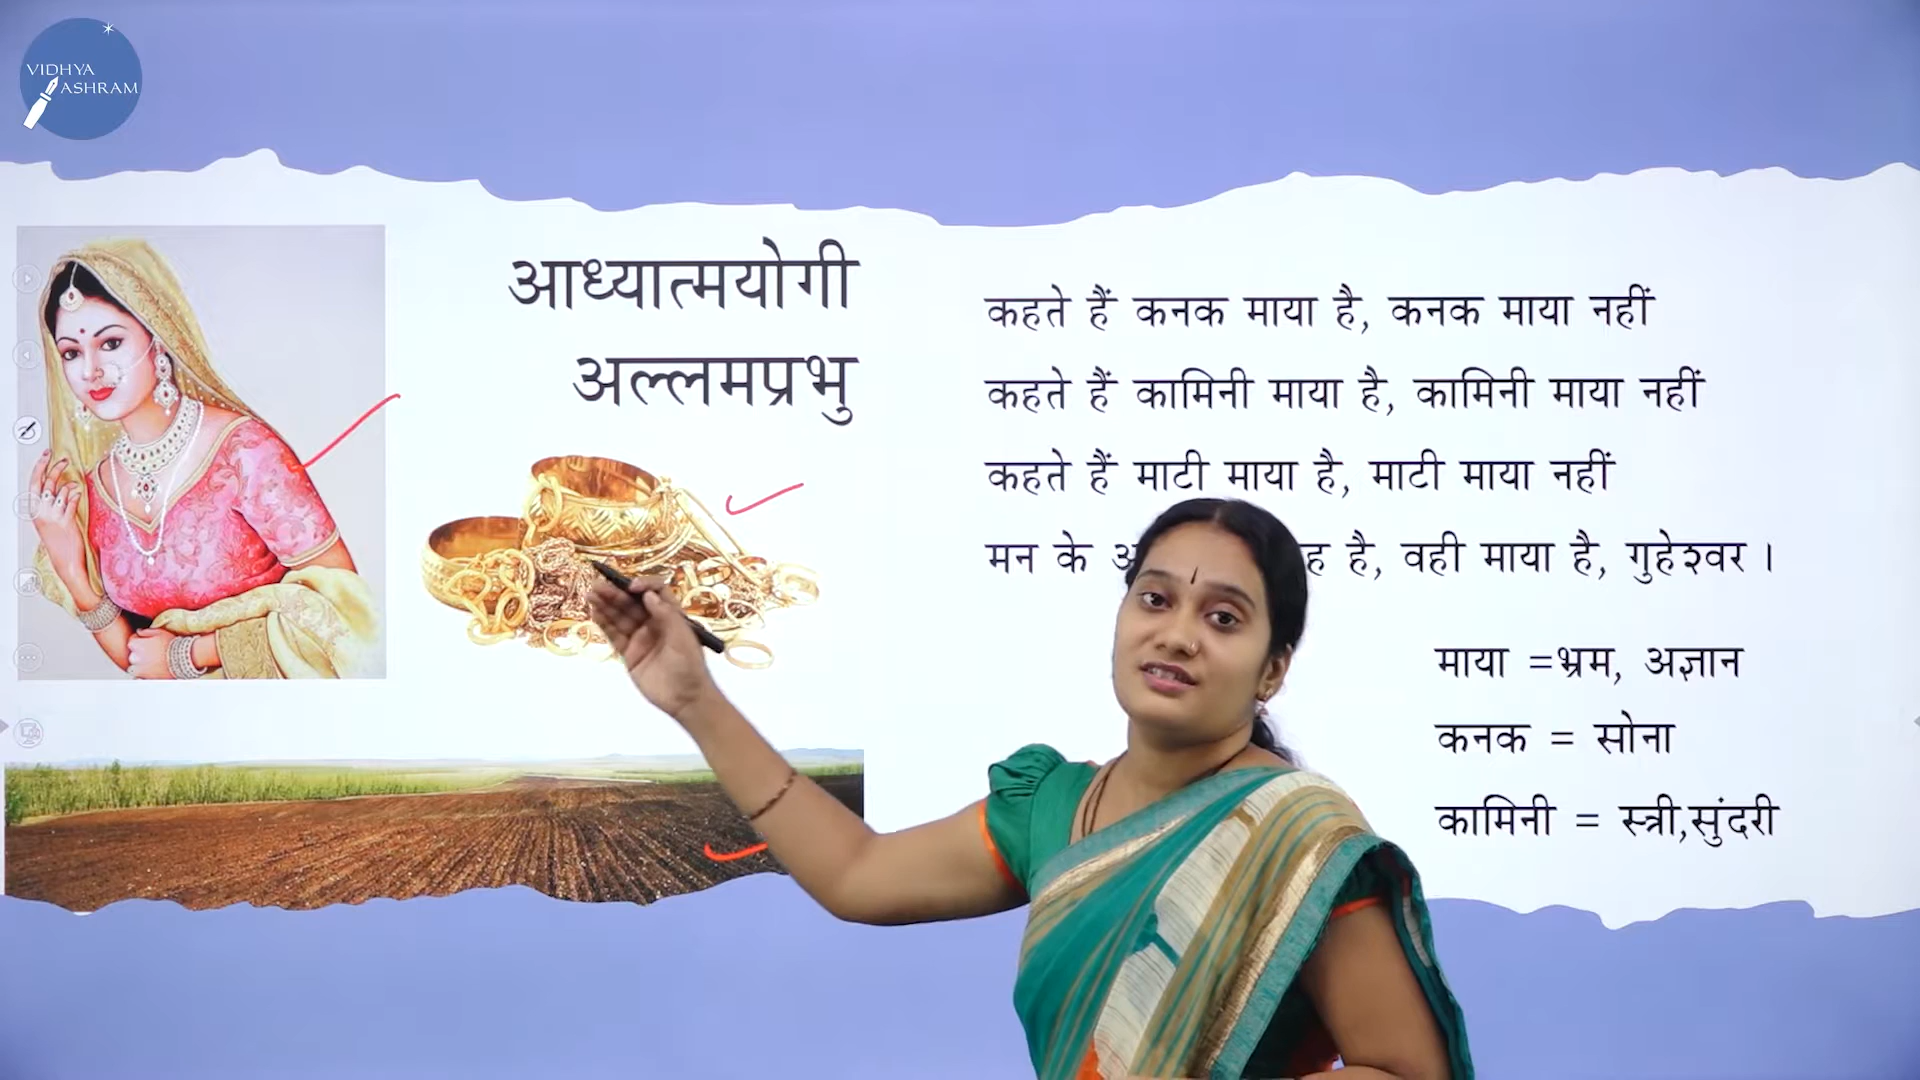 VIDHYA
ASHRAM
आध्यात्मयोगी
अल्लमप्रभु
कहते हैं कनक माया है, कनक माया नहीं
कहते हैं कामिनी माया है, कामिनी माया नहीं
कहते हैं माटी माया है, माटी माया नहीं
मन के है, वही माया है, गुहेश्वर ।
माया =भ्रम, अज्ञान
कनक = सोना
कामिनी = स्त्री,सुंदरी